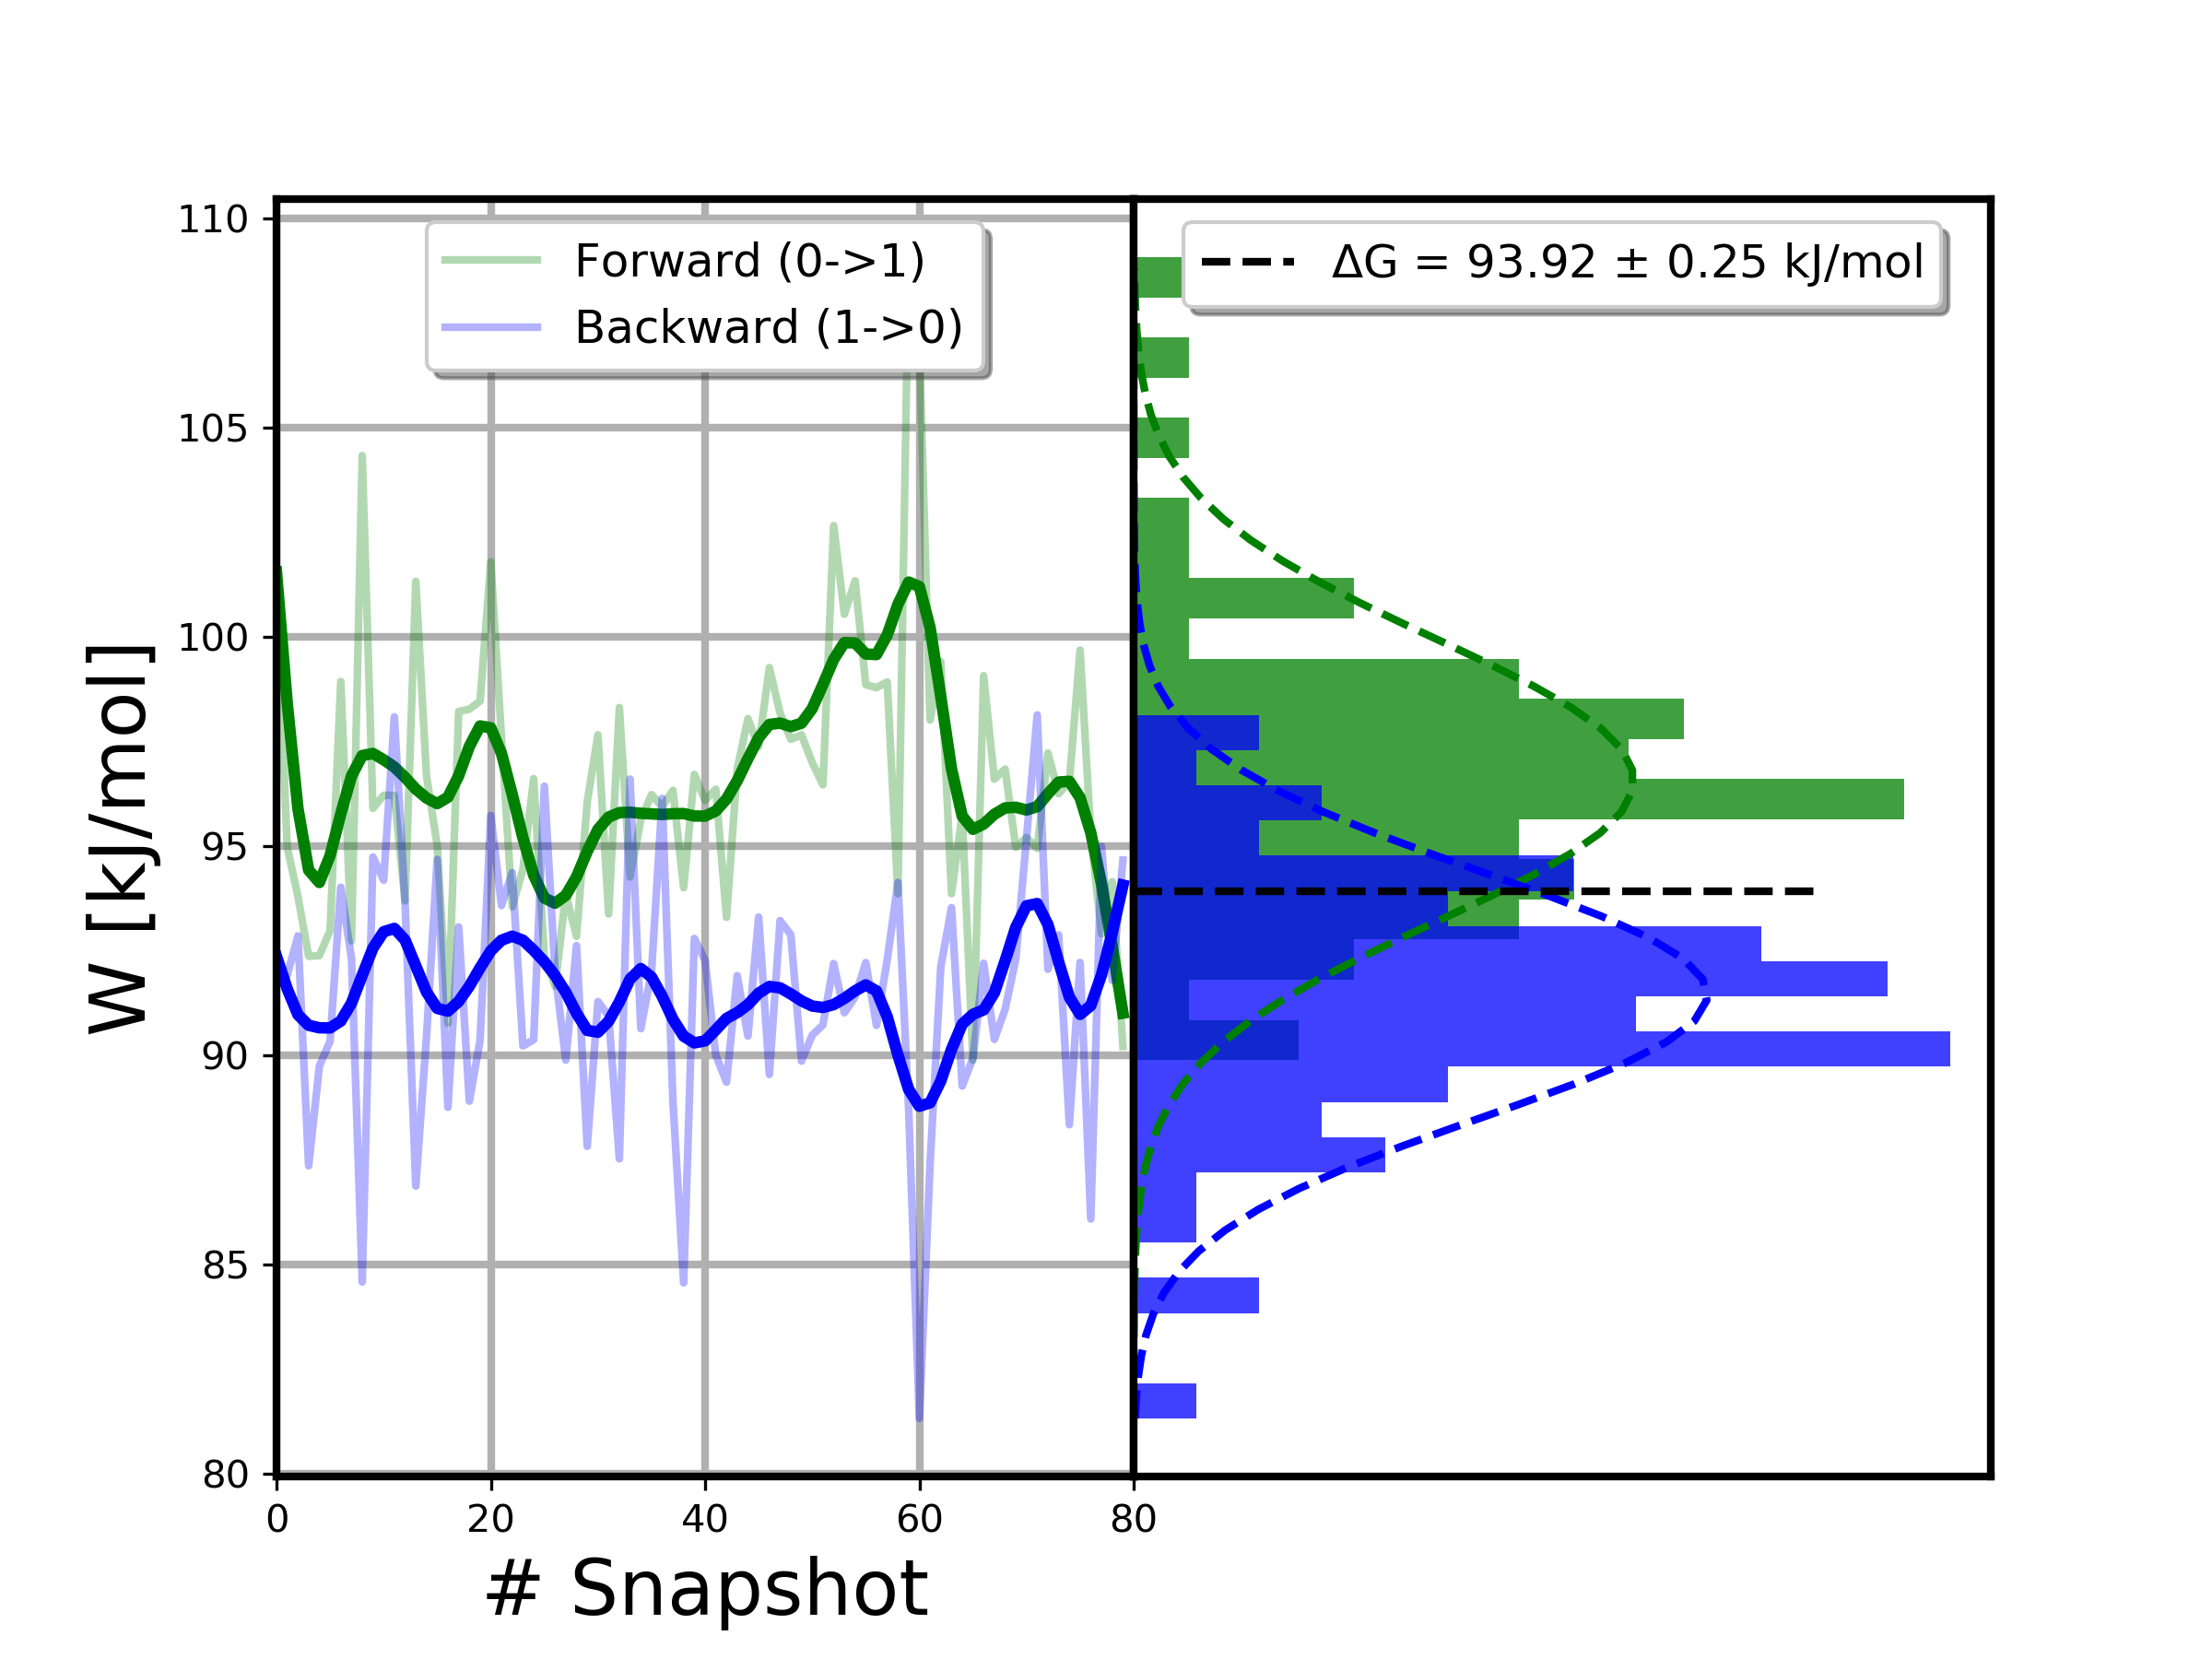 Forward (0->1)
Backward (1->0)
ΔG = 93.92 ± 0.25 kJ/mol
W [kJ/mol]
110
105
100
95
90
85
80
0 20 40 60 80
# Snapshot